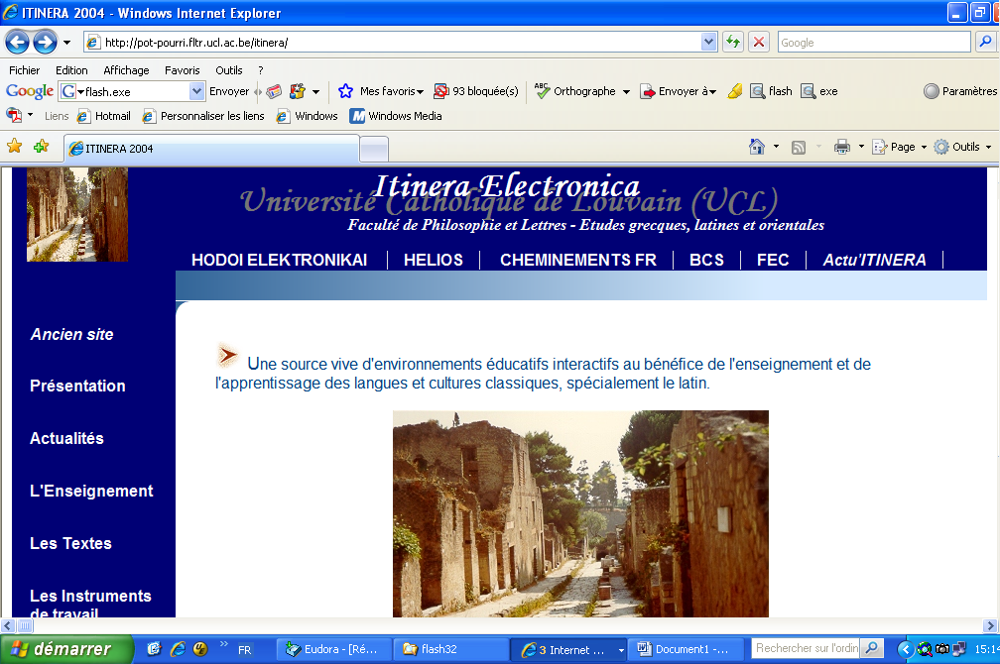 ITINERA 2004 - Windows Internet Explorer
http://pot-pourri.fltr.ucl.ac.be/itinera/
Google
Fichier Edition Affichage Favoris Outils ?
Google G flash.exe Envoyer Mes favoris 93 bloquée(s) ABC Orthographe Envoyer à flash exe Paramètres
Liens Hotmail Personnaliser les liens Windows Windows Media
ITINERA 2004 Page Outils
Itinera Electronica
Université Catholique de Louvain (UCL)
Faculté de Philosophie et Lettres - Etudes grecques, latines et orientales
HODOI ELEKTRONIKAI HELIOS CHEMINEMENTS FR BCS FEC Actu'ITINERA
Ancien site
Présentation
Actualités
L'Enseignement
Les Textes
Les Instruments
de travail
Une source vive d'environnements éducatifs interactifs au bénéfice de l'enseignement et de
l'apprentissage des langues et cultures classiques, spécialement le latin.
démarrer FR Eudora - [Ré... flash32 3 Internet ... Document1 -... Rechercher sur l'ordin